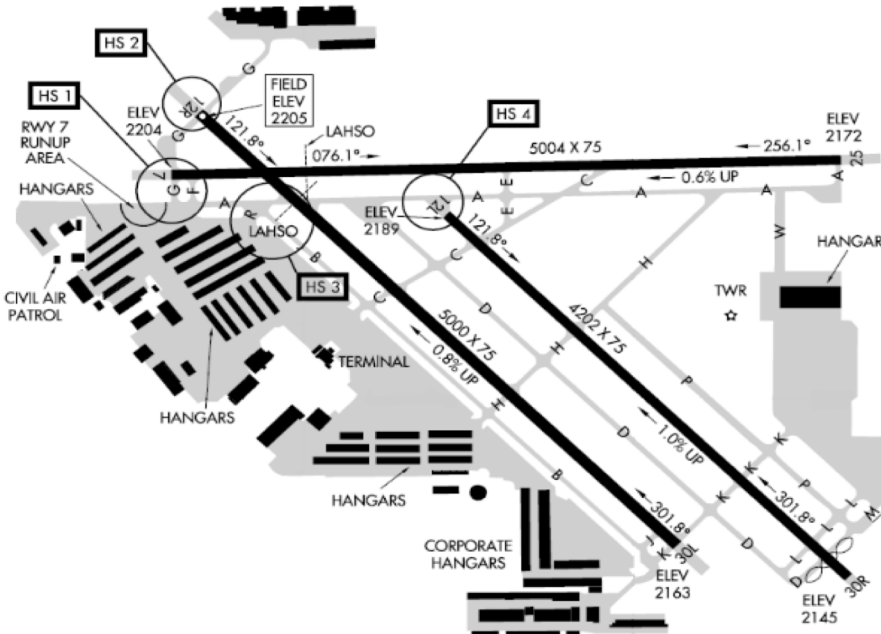 HS 2
G
HS 1
ELEV
2204
12R
FIELD
ELEV
2205
121.8°
LAHSO
HS 4
RWY 7
RUNUP
AREA
G
HANGARS
7
G
F
A
076.1°
5004 X 75
256.1°
0.6% UP
ELEV
2172
25
A
E
E
A
C
A
A
A
R
LAHSO
HS 3
12L
ELEV
2189
121.8°
C
B
C
D
H
W
HANGAR
TWR
CIVIL AIR
PATROL
HANGARS
TERMINAL
5000 X 75
0.8% UP
4202 X 75
1.0% UP
H
H
P
D
B
HANGARS
K
K
K
P
L
L
L
M
301.8°
301.8°
J
K
30L
D
D
30R
CORPORATE
HANGARS
ELEV
2163
ELEV
2145